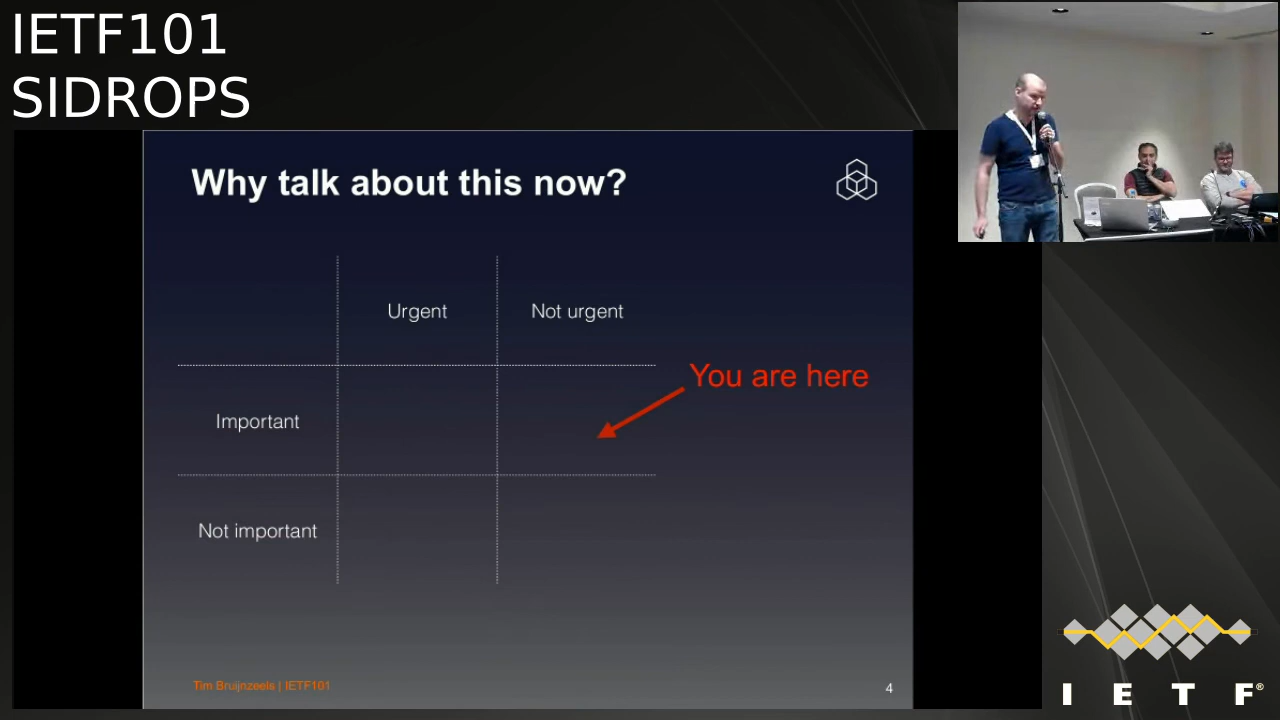 IETF101
SIDROPS
Why talk about this now?
Urgent
Not urgent
You are here
Important
Not important
Tim Bruijnzeels | IETF101
4
I E T F®